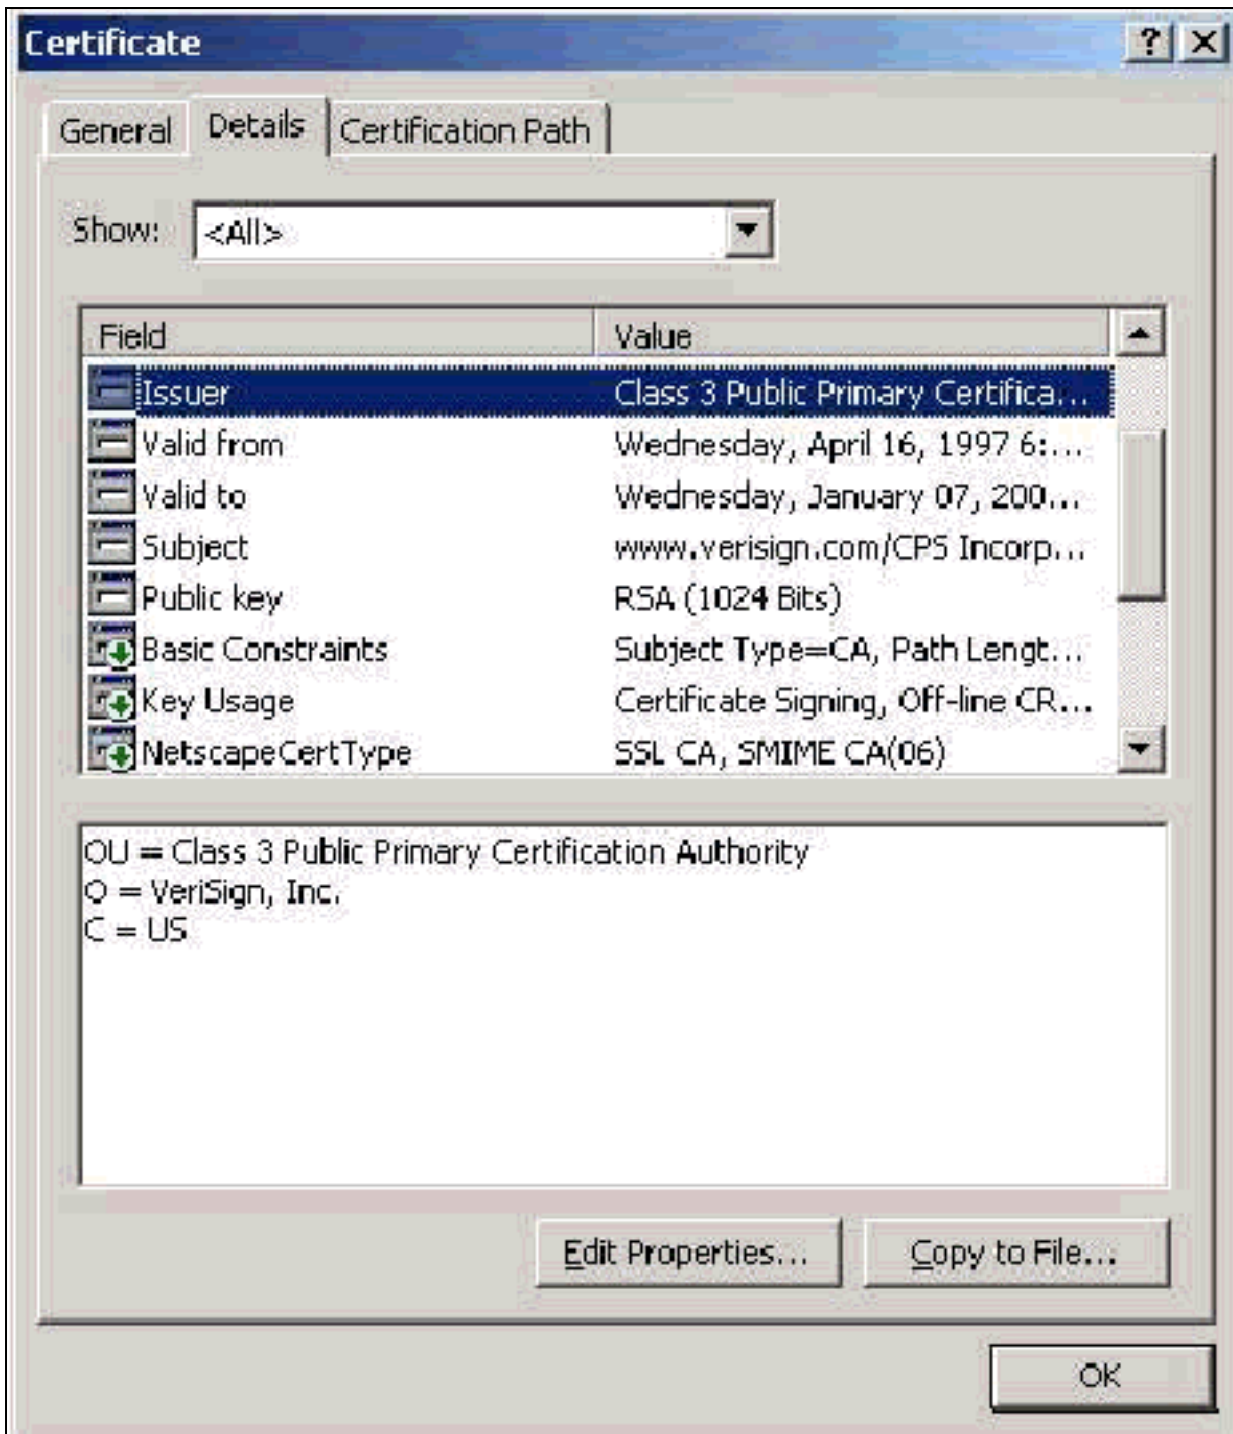 Certificate
General Details Certification Path
Show: <All>
Field Value
Issuer Class 3 Public Primary Certifica...
Valid from Wednesday, April 16, 1997 6:...
Valid to Wednesday, January 07, 200...
Subject www.verisign.com/CPS Incorp...
Public key RSA (1024 Bits)
Basic Constraints Subject Type=CA, Path Lengt...
Key Usage Certificate Signing, Off-line CR...
NetscapeCertType SSL CA, SMIME CA(06)
OU = Class 3 Public Primary Certification Authority
O = VeriSign, Inc.
C = US
Edit Properties... Copy to File...
OK